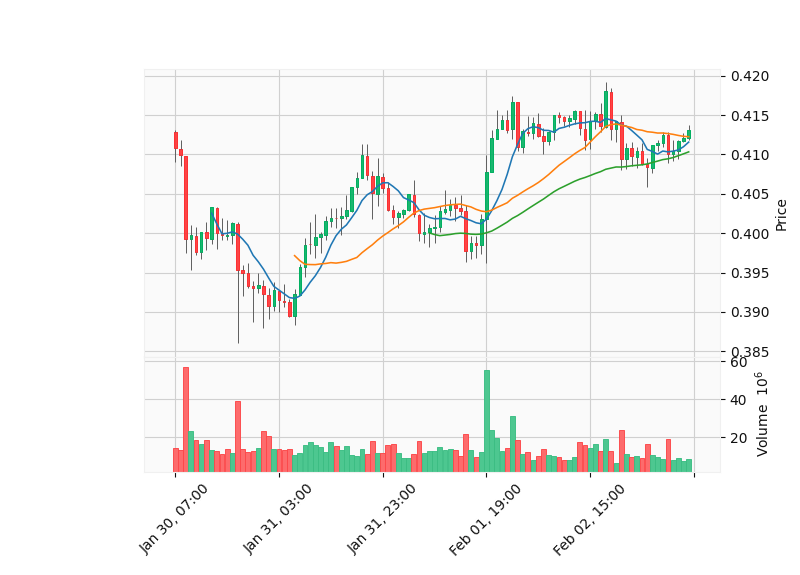 0.420
0.415
0.410
0.405
0.400
0.395
0.390
0.385
Price
60
40
20
Volume 10⁶
Jan 30, 07:00
Jan 31, 03:00
Jan 31, 23:00
Feb 01, 19:00
Feb 02, 15:00